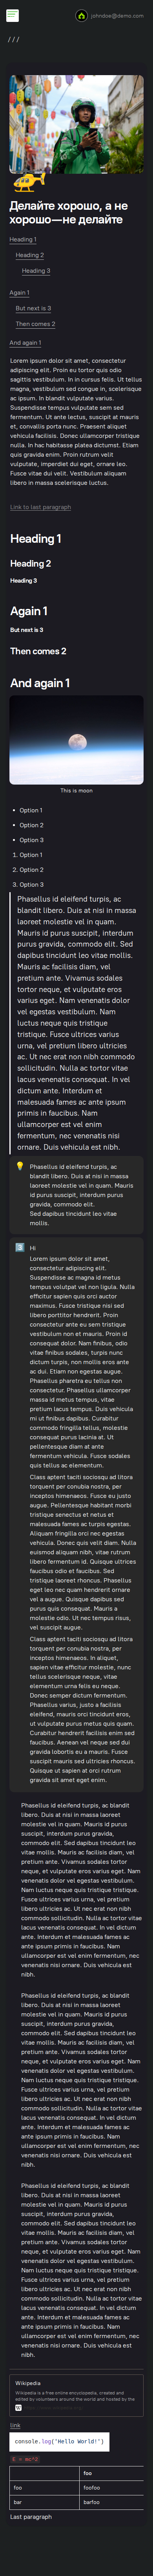 johndoe@demo.com
/ / /
Делайте хорошо, а не
хорошо — не делайте
Heading 1
Heading 2
Heading 3
Again 1
But next is 3
Then comes 2
And again 1
Lorem ipsum dolor sit amet, consectetur
adipiscing elit. Proin eu tortor quis odio
sagittis vestibulum. In in cursus felis. Ut tellus
magna, vestibulum sed congue in, scelerisque
ac ipsum. In blandit vulputate varius.
Suspendisse tempus vulputate sem sed
fermentum. Ut ante lectus, suscipit at mauris
et, convallis porta nunc. Praesent aliquam
vehicula facilisis. Donec ullamcorper tristique
nulla. In hac habitasse platea dictumst. Etiam
quis gravida enim. Proin rutrum velit
vulputate, imperdiet dui eget, ornare leo.
Fusce vitae dui velit. Vestibulum aliquam
libero in massa scelerisque luctus.
Link to last paragraph
Heading 1
Heading 2
Heading 3
Again 1
But next is 3
Then comes 2
And again 1
This is moon
• Option 1
• Option 2
• Option 3
1. Option 1
2. Option 2
3. Option 3
Phasellus id eleifend turpis, ac
blandit libero. Duis at nisi in massa
laoreet molestie vel in quam.
Mauris id purus suscipit, interdum
purus gravida, commodo elit. Sed
dapibus tincidunt leo vitae mollis.
Mauris ac facilisis diam, vel
pretium ante. Vivamus sodales
tortor neque, et vulputate eros
varius eget. Nam venenatis dolor
vel egestas vestibulum. Nam
luctus neque quis tristique
tristique. Fusce ultrices varius
urna, vel pretium libero ultricies
ac. Ut nec erat non nibh commodo
sollicitudin. Nulla ac tortor vitae
lacus venenatis consequat. In vel
dictum ante. Interdum et
malesuada fames ac ante ipsum
primis in faucibus. Nam
ullamcorper est vel enim
fermentum, nec venenatis nisi
ornare. Duis vehicula est nibh.
Phasellus id eleifend turpis, ac
blandit libero. Duis at nisi in massa
laoreet molestie vel in quam. Mauris
id purus suscipit, interdum purus
gravida, commodo elit.
Sed dapibus tincidunt leo vitae
mollis.
3
Hi
Lorem ipsum dolor sit amet,
consectetur adipiscing elit.
Suspendisse ac magna id metus
tempus volutpat vel non ligula. Nulla
efficitur sapien quis orci auctor
maximus. Fusce tristique nisi sed
libero porttitor hendrerit. Proin
consectetur ante eu sem tristique
vestibulum non et mauris. Proin id
consequat dolor. Nam finibus, odio
vitae finibus sodales, turpis nunc
dictum turpis, non mollis eros ante
ac dui. Etiam non egestas augue.
Phasellus pharetra eu tellus non
consectetur. Phasellus ullamcorper
massa id metus tempus, vitae
pretium lacus tempus. Duis vehicula
mi ut finibus dapibus. Curabitur
commodo fringilla tellus, molestie
consequat purus lacinia at. Ut
pellentesque diam at ante
fermentum vehicula. Fusce sodales
quis tellus ac elementum.
Class aptent taciti sociosqu ad litora
torquent per conubia nostra, per
inceptos himenaeos. Fusce eu justo
augue. Pellentesque habitant morbi
tristique senectus et netus et
malesuada fames ac turpis egestas.
Aliquam fringilla orci nec egestas
vehicula. Donec quis velit diam. Nulla
euismod aliquam nibh, vitae rutrum
libero fermentum id. Quisque ultrices
faucibus odio et faucibus. Sed
tristique laoreet rhoncus. Phasellus
eget leo nec quam hendrerit ornare
vel a augue. Quisque dapibus sed
purus quis consequat. Mauris a
molestie odio. Ut nec tempus risus,
vel suscipit augue.
Class aptent taciti sociosqu ad litora
torquent per conubia nostra, per
inceptos himenaeos. In aliquet,
sapien vitae efficitur molestie, nunc
tellus scelerisque neque, vitae
elementum urna felis eu neque.
Donec semper dictum fermentum.
Phasellus varius, justo a facilisis
eleifend, mauris orci tincidunt eros,
ut vulputate purus metus quis quam.
Curabitur hendrerit facilisis enim sed
faucibus. Aenean vel neque sed dui
gravida lobortis eu a mauris. Fusce
suscipit mauris sed ultricies rhoncus.
Quisque ut sapien at orci rutrum
gravida sit amet eget enim.
Phasellus id eleifend turpis, ac blandit
libero. Duis at nisi in massa laoreet
molestie vel in quam. Mauris id purus
suscipit, interdum purus gravida,
commodo elit. Sed dapibus tincidunt leo
vitae mollis. Mauris ac facilisis diam, vel
pretium ante. Vivamus sodales tortor
neque, et vulputate eros varius eget. Nam
venenatis dolor vel egestas vestibulum.
Nam luctus neque quis tristique tristique.
Fusce ultrices varius urna, vel pretium
libero ultricies ac. Ut nec erat non nibh
commodo sollicitudin. Nulla ac tortor vitae
lacus venenatis consequat. In vel dictum
ante. Interdum et malesuada fames ac
ante ipsum primis in faucibus. Nam
ullamcorper est vel enim fermentum, nec
venenatis nisi ornare. Duis vehicula est
nibh.
Phasellus id eleifend turpis, ac blandit
libero. Duis at nisi in massa laoreet
molestie vel in quam. Mauris id purus
suscipit, interdum purus gravida,
commodo elit. Sed dapibus tincidunt leo
vitae mollis. Mauris ac facilisis diam, vel
pretium ante. Vivamus sodales tortor
neque, et vulputate eros varius eget. Nam
venenatis dolor vel egestas vestibulum.
Nam luctus neque quis tristique tristique.
Fusce ultrices varius urna, vel pretium
libero ultricies ac. Ut nec erat non nibh
commodo sollicitudin. Nulla ac tortor vitae
lacus venenatis consequat. In vel dictum
ante. Interdum et malesuada fames ac
ante ipsum primis in faucibus. Nam
ullamcorper est vel enim fermentum, nec
venenatis nisi ornare. Duis vehicula est
nibh.
Phasellus id eleifend turpis, ac blandit
libero. Duis at nisi in massa laoreet
molestie vel in quam. Mauris id purus
suscipit, interdum purus gravida,
commodo elit. Sed dapibus tincidunt leo
vitae mollis. Mauris ac facilisis diam, vel
pretium ante. Vivamus sodales tortor
neque, et vulputate eros varius eget. Nam
venenatis dolor vel egestas vestibulum.
Nam luctus neque quis tristique tristique.
Fusce ultrices varius urna, vel pretium
libero ultricies ac. Ut nec erat non nibh
commodo sollicitudin. Nulla ac tortor vitae
lacus venenatis consequat. In vel dictum
ante. Interdum et malesuada fames ac
ante ipsum primis in faucibus. Nam
ullamcorper est vel enim fermentum, nec
venenatis nisi ornare. Duis vehicula est
nibh.
Wikipedia
Wikipedia is a free online encyclopedia, created and
edited by volunteers around the world and hosted by the
W
link
console.log("Hello World!")
E = mc^2
foo
foo foofoo
bar barfoo
Last paragraph